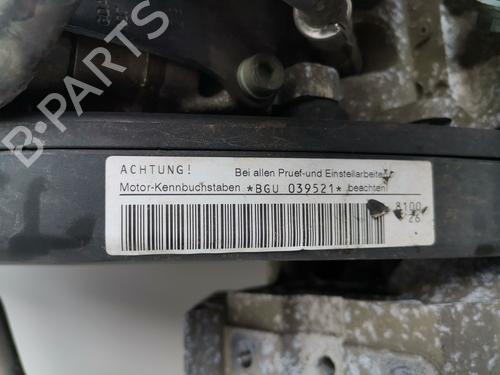 B-PARTS
ACHTUNG! Bei allen Pruef-und Einstellarbeiten
Motor-Kennbuchstaben *BGU 039521* beachten
8100
26